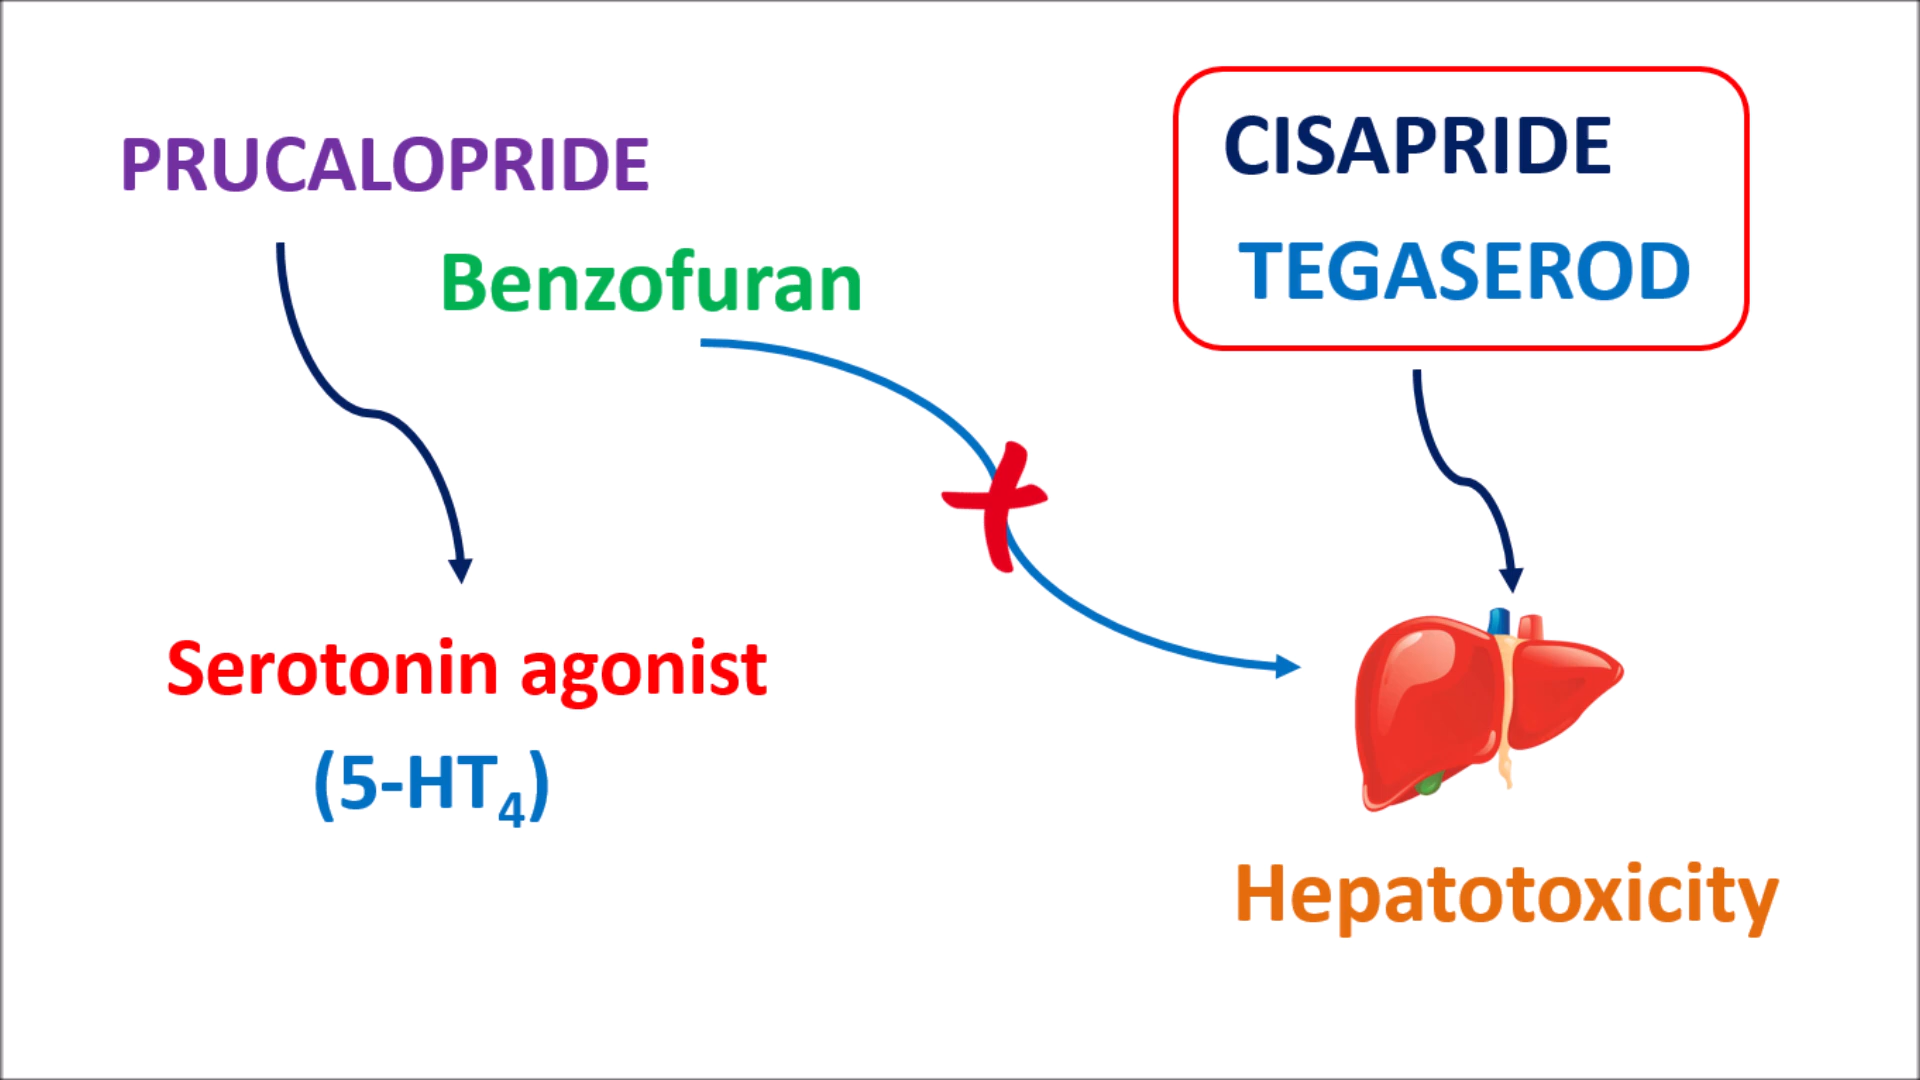 PRUCALOPRIDE
Benzofuran
CISAPRIDE
TEGASEROD
Serotonin agonist
(5-HT₄)
Hepatotoxicity